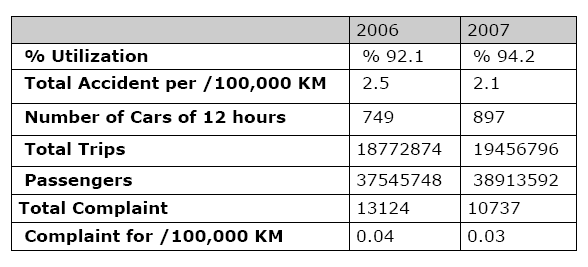 2006 2007
% Utilization % 92.1 % 94.2
Total Accident per /100,000 KM 2.5 2.1
Number of Cars of 12 hours 749 897
Total Trips 18772874 19456796
Passengers 37545748 38913592
Total Complaint 13124 10737
Complaint for /100,000 KM 0.04 0.03